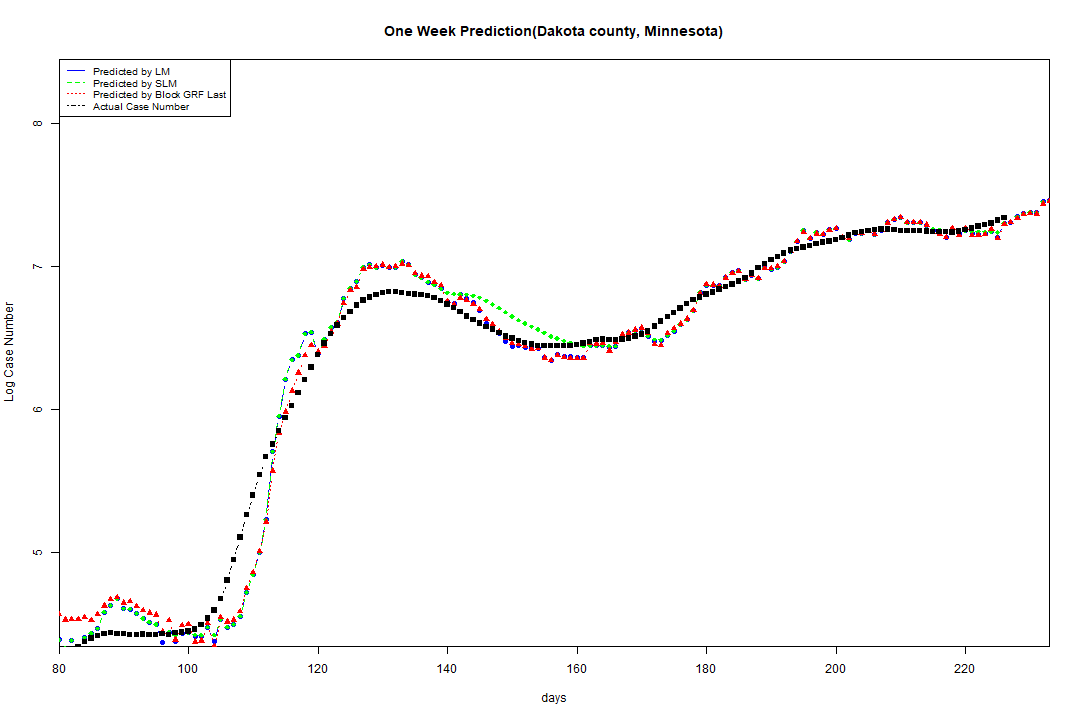 One Week Prediction(Dakota county, Minnesota)
Predicted by LM
Predicted by SLM
Predicted by Block GRF Last
Actual Case Number
Log Case Number
8
7
6
5
80 100 120 140 160 180 200 220
days